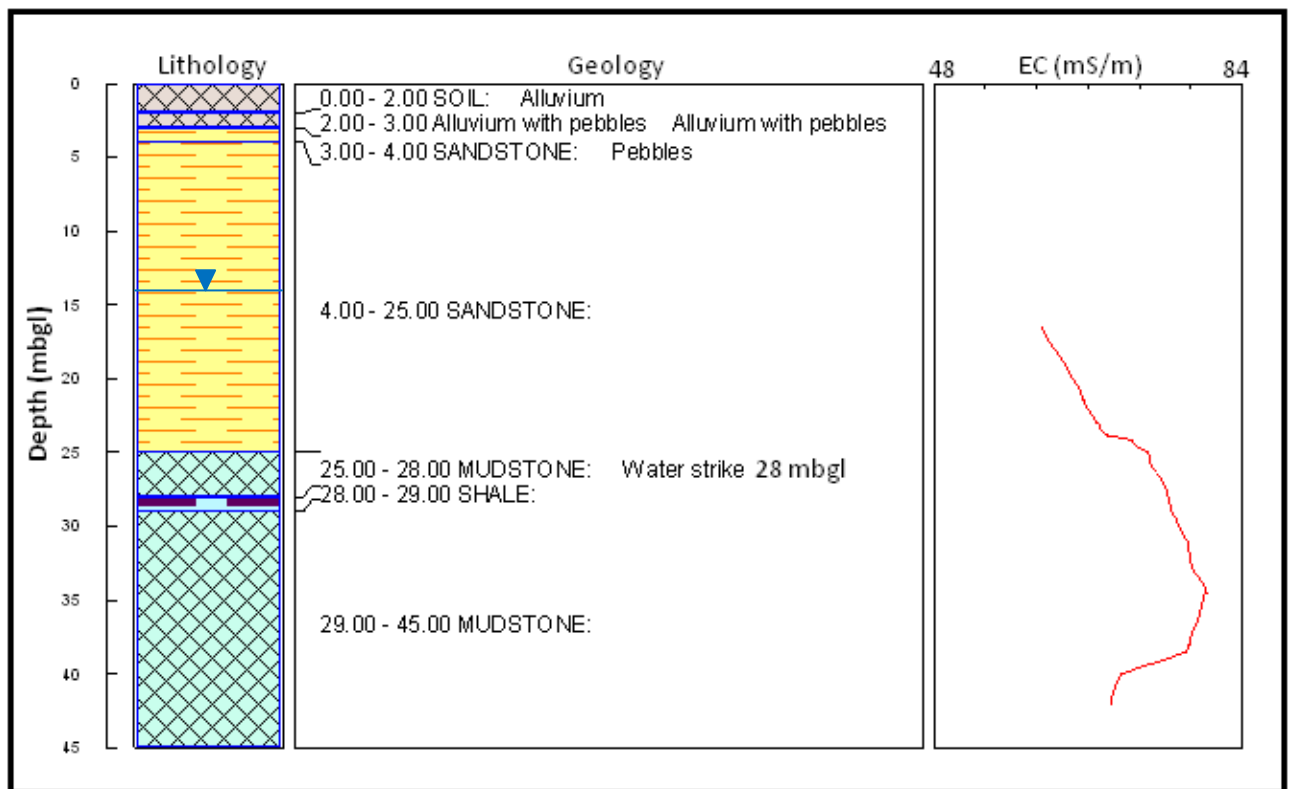 Lithology Geology 48 EC (mS/m) 84
Depth (mbgl)
0
5
10
15
20
25
30
35
40
45
0.00 - 2.00 SOIL: Alluvium
2.00 - 3.00 Alluvium with pebbles Alluvium with pebbles
3.00 - 4.00 SANDSTONE: Pebbles
4.00 - 25.00 SANDSTONE:
25.00 - 28.00 MUDSTONE: Water strike 28 mbgl
28.00 - 29.00 SHALE:
29.00 - 45.00 MUDSTONE: